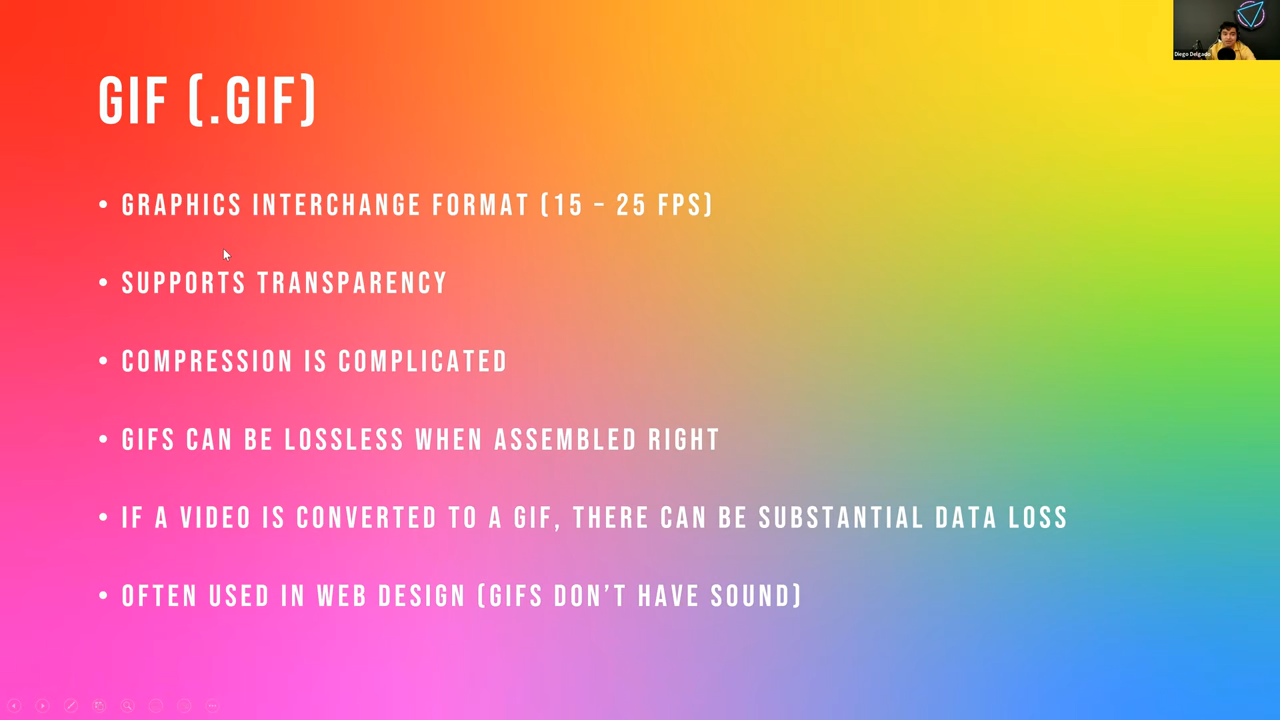 Diego Delgado
GIF (.GIF)
• GRAPHICS INTERCHANGE FORMAT (15 – 25 FPS)
• SUPPORTS TRANSPARENCY
• COMPRESSION IS COMPLICATED
• GIFS CAN BE LOSSLESS WHEN ASSEMBLED RIGHT
• IF A VIDEO IS CONVERTED TO A GIF, THERE CAN BE SUBSTANTIAL DATA LOSS
• OFTEN USED IN WEB DESIGN (GIFS DON’T HAVE SOUND)